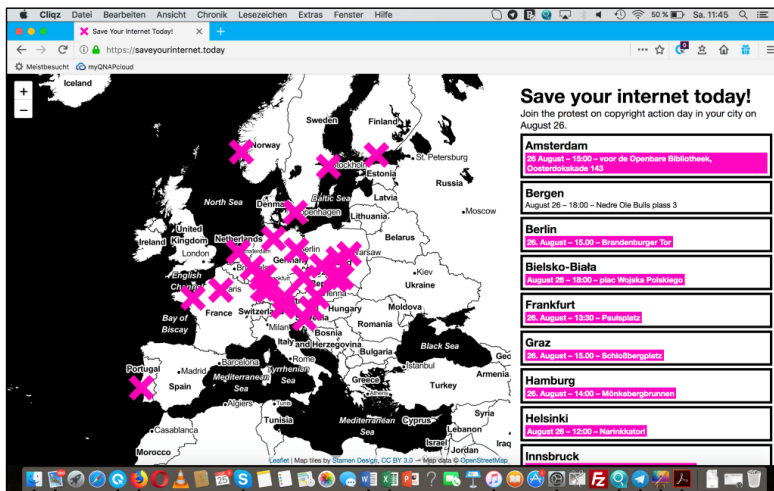 Cliqz Datei Bearbeiten Ansicht Chronik Lesezeichen Extras Fenster Hilfe 50 % Sa. 11:45
Save Your Internet Today!
https://saveyourinternet.today
Meistbesucht myQNAPcloud
+
−
Iceland
Sweden
Finland
Norway
Stockholm
St. Petersburg
Estonia
Russia
Latvia
North Sea
Baltic Sea
Moscow
Lithuania
United
Kingdom
Ireland
Netherlands
Belarus
London
Warsaw
Germany
Kiev
English
Ukraine
Paris
France
Hungary
Moldova
Bay of
Biscay
Milan
Romania
Italy
Bosnia
and Herzegovina
Black Sea
Bulgaria
Portugal
Madrid
Spain
Barcelona
Rome
Istanbul
Armenia
Mediterranean
Sea
Tyrrhenian
Sea
Greece
Turkey
Athens
Algiers
Tunis
Tunisia
Mediterranean
Sea
Cyprus
Syria
Lebanon
Casablanca
Morocco
Israel
Jordan
Iraq
Leaflet | Map tiles by Stamen Design, CC BY 3.0 — Map data © OpenStreetMap
Save your internet today!
Join the protest on copyright action day in your city on
August 26.
Amsterdam
26 August – 15:00 – voor de Openbare Bibliotheek,
Oosterdokskade 143
Bergen
August 26 – 18:00 – Nedre Ole Bulls plass 3
Berlin
26. August – 15.00 – Brandenburger Tor
Bielsko-Biała
August 26 – 18:00 – plac Wojska Polskiego
Frankfurt
26. August – 13:30 – Paulsplatz
Graz
26. August – 15.00 – Schloßbergplatz
Hamburg
26. August – 14:00 – Mönkebergbrunnen
Helsinki
August 26 – 12:00 – Narinkkatori
Innsbruck